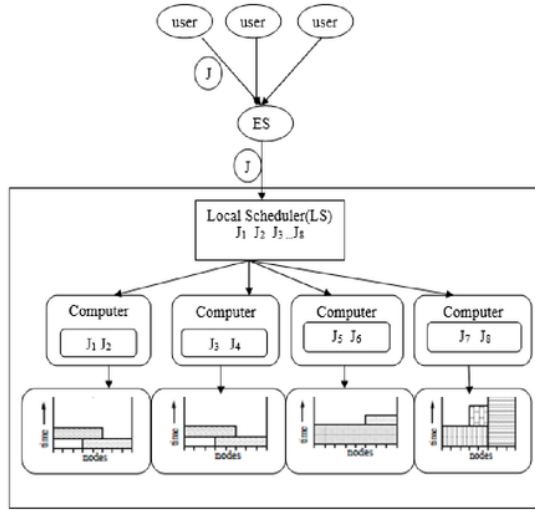 user user user
J
ES
J
Local Scheduler(LS)
J1 J2 J3 ...J8
Computer Computer Computer Computer
J1 J2 J3 J4 J5 J6 J7 J8
time time time time
nodes nodes nodes nodes